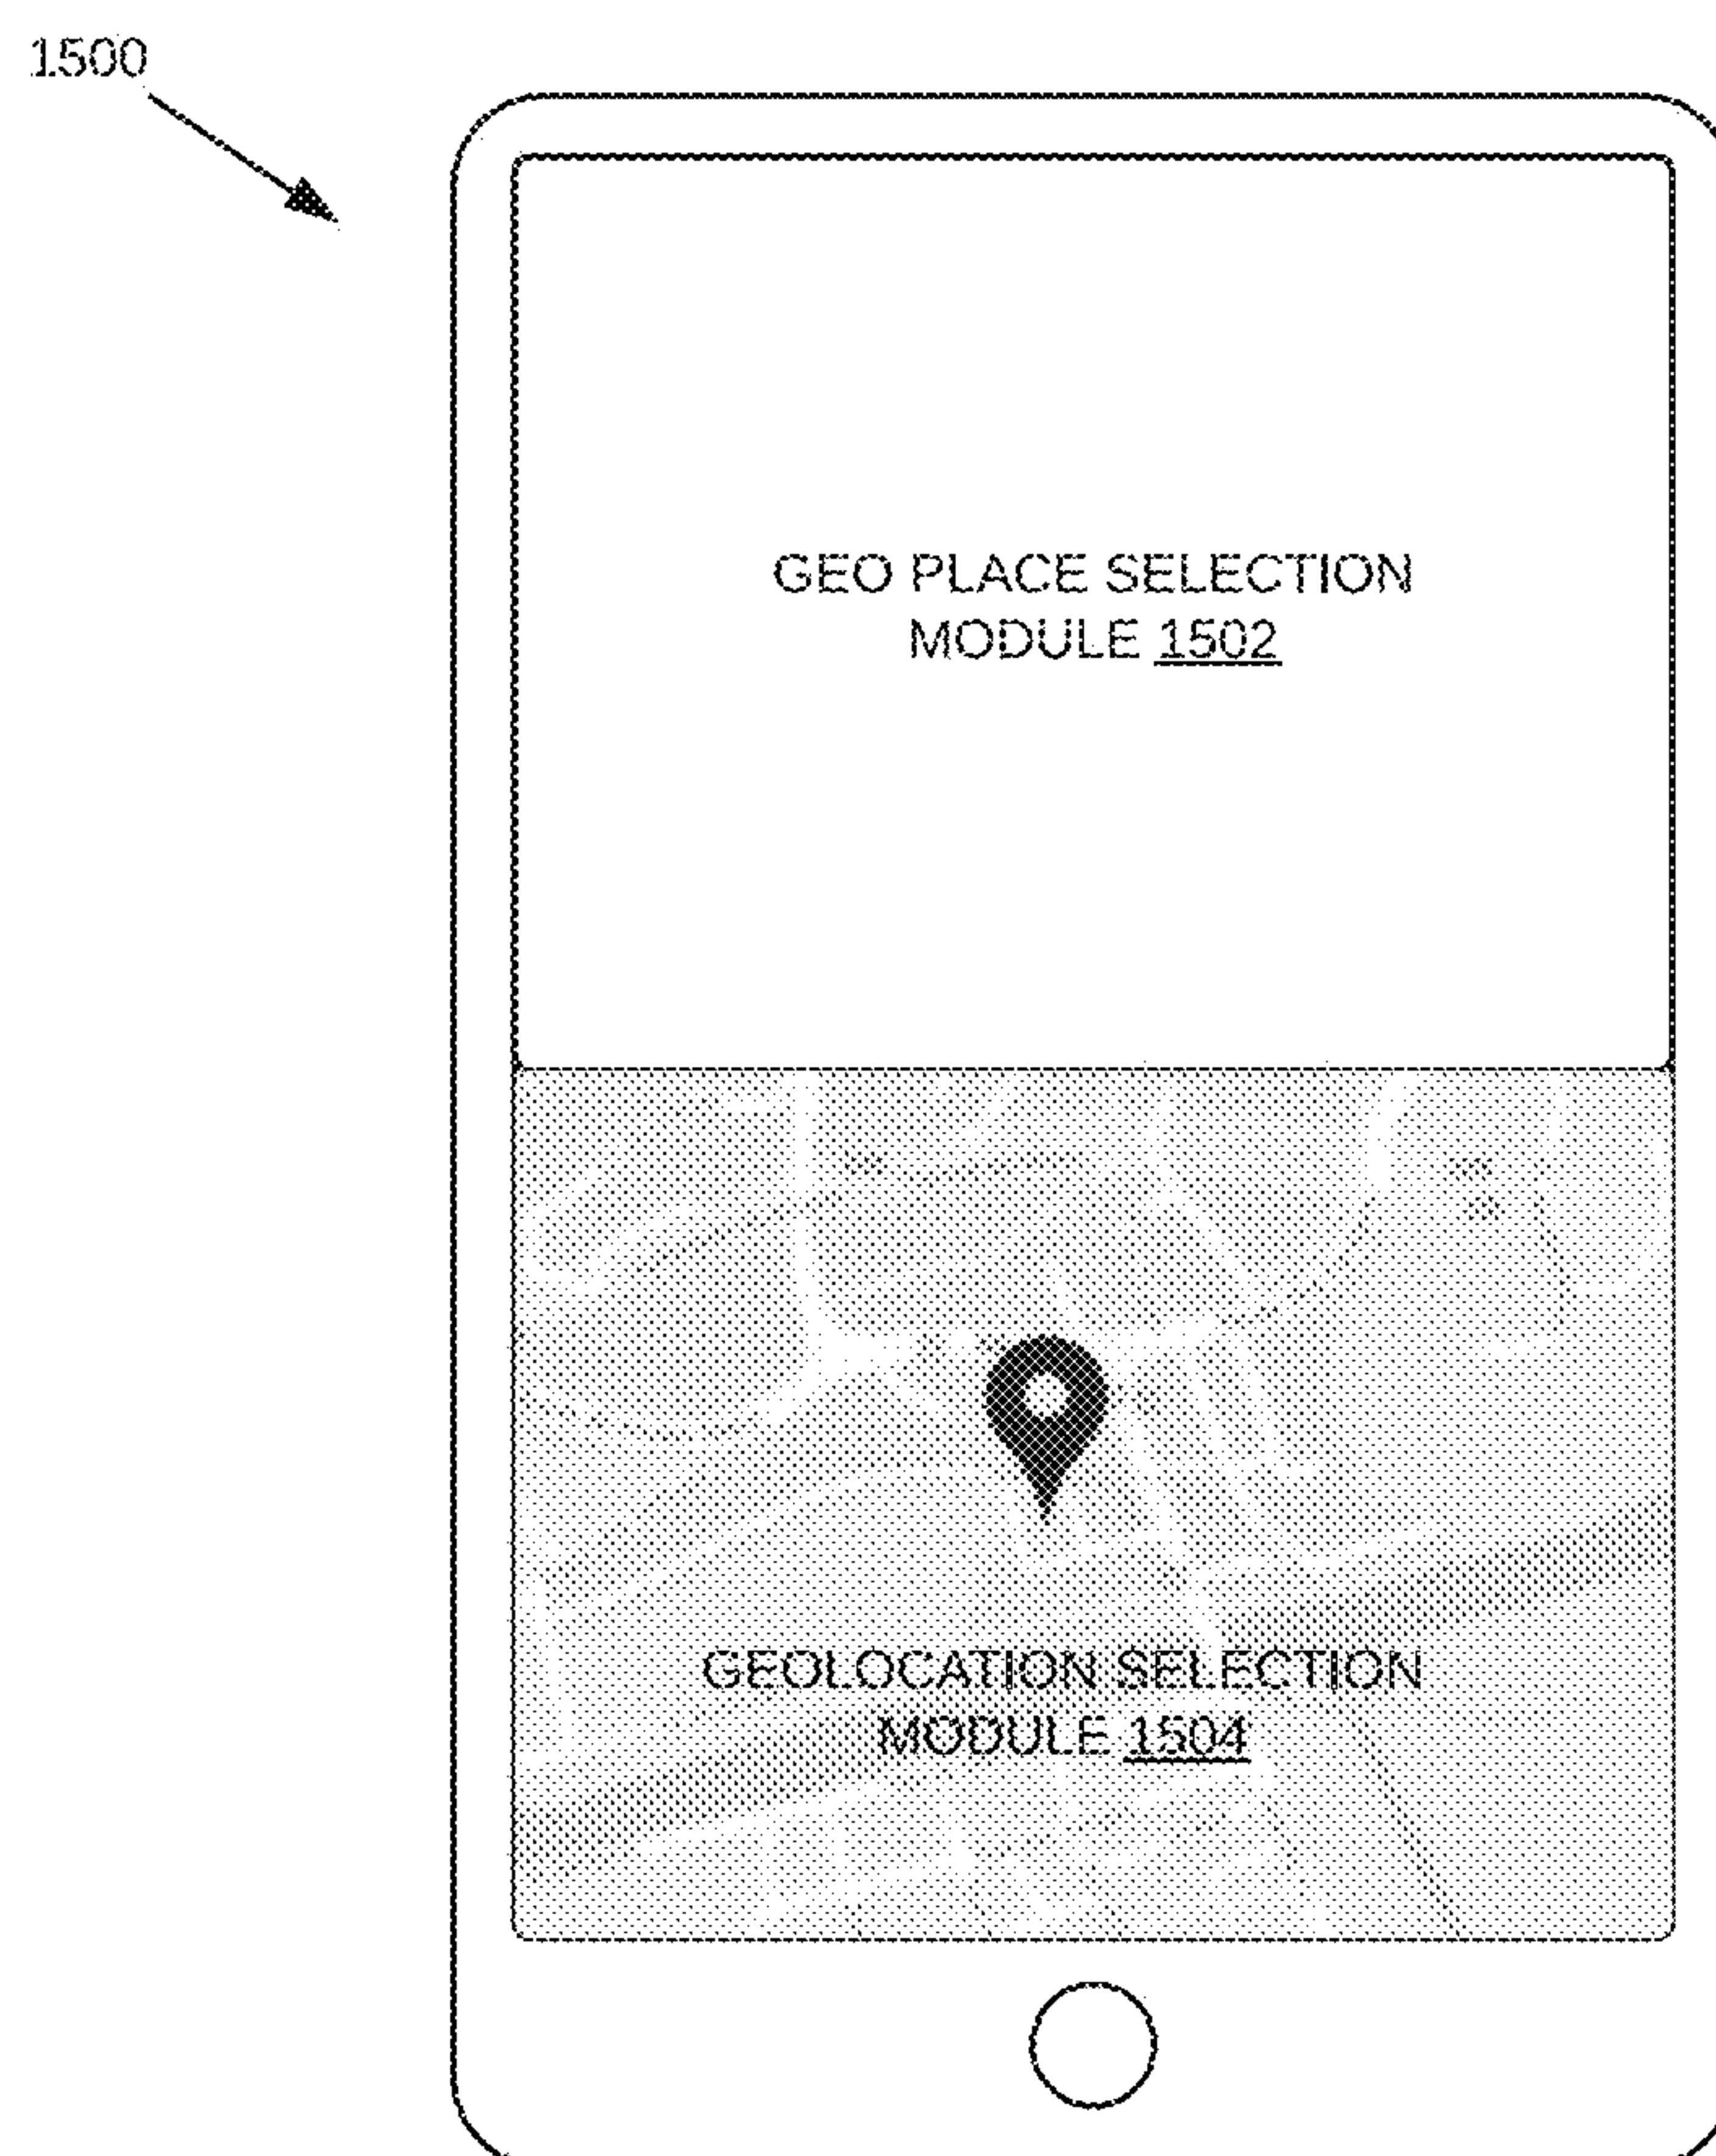 1500
GEO PLACE SELECTION
MODULE 1502
GEOLOCATION SELECTION
MODULE 1504